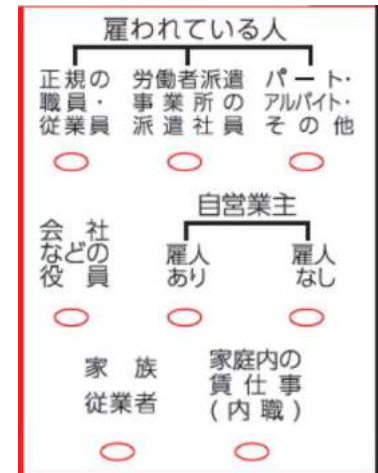 雇われている人
正規の 労働者派遣 パート・
職員・ 事業所の アルバイト・
従業員 派遣社員 その他
自営業主
会社
などの 雇人 雇人
役員 あり なし
家族 家庭内の
従業者 賃仕事
(内職)